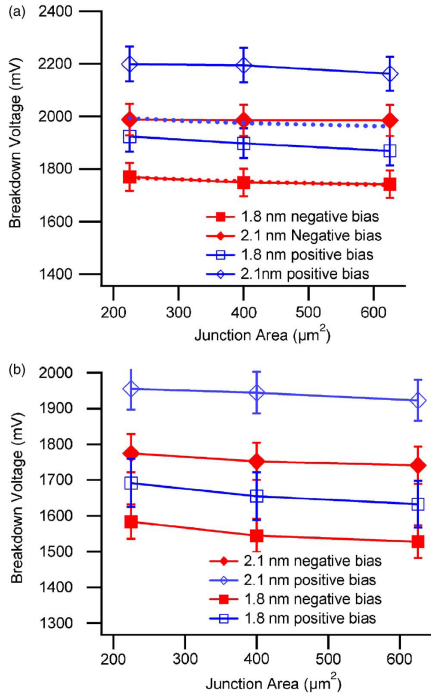 (a)
Breakdown Voltage (mV)
2400
2200
2000
1800
1600
1400
1.8 nm negative bias
2.1 nm Negative bias
1.8 nm positive bias
2.1nm positive bias
200
300
400
500
600
Junction Area (μm²)
(b)
Breakdown Voltage (mV)
2000
1900
1800
1700
1600
1500
1400
1300
2.1 nm negative bias
2.1 nm positive bias
1.8 nm negative bias
1.8 nm positive bias
200
300
400
500
600
Junction Area (μm²)